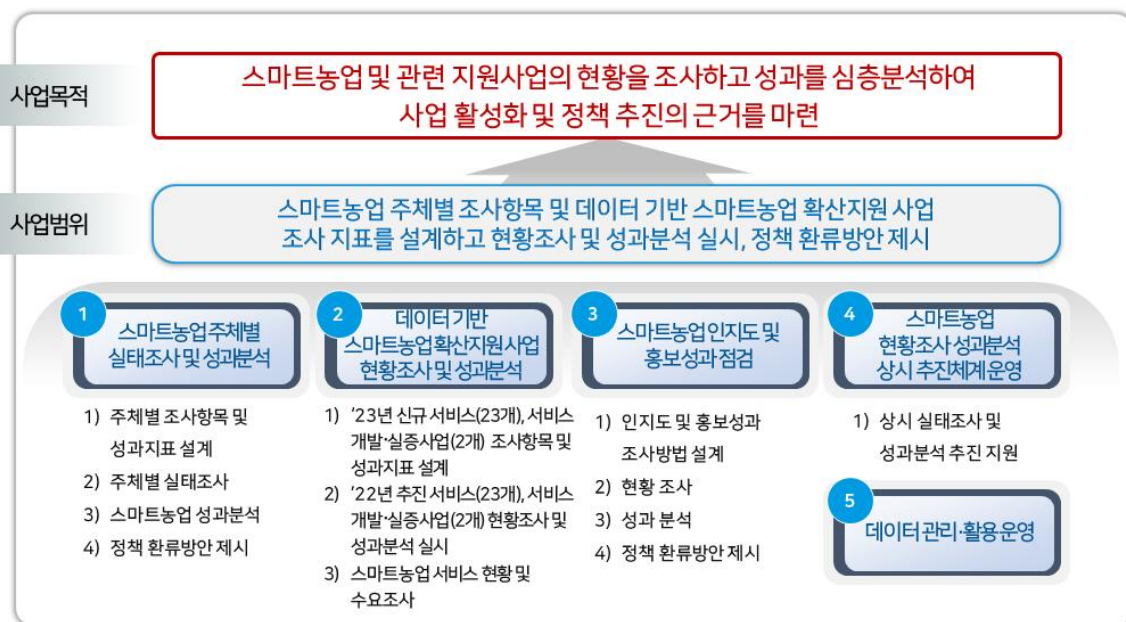 사업목적
스마트농업 및 관련 지원사업의 현황을 조사하고 성과를 심층분석하여
사업 활성화 및 정책 추진의 근거를 마련
사업범위
스마트농업 주체별 조사항목 및 데이터 기반 스마트농업 확산지원 사업
조사 지표를 설계하고 현황조사 및 성과분석 실시, 정책 환류방안 제시
1
스마트농업 주체별
실태조사 및 성과분석
1) 주체별 조사항목 및
성과지표 설계
2) 주체별 실태조사
3) 스마트농업 성과분석
4) 정책 환류방안 제시
2
데이터 기반
스마트농업 확산지원 사업
현황조사 및 성과분석
1) ‘23년 신규 서비스(23개), 서비스
개발·실증사업(2개) 조사항목 및
성과지표 설계
2) ‘22년 추진 서비스(23개), 서비스
개발·실증사업(2개) 현황조사 및
성과분석 실시
3) 스마트농업 서비스 현황 및
수요조사
3
스마트농업 인지도 및
홍보성과 점검
1) 인지도 및 홍보성과
조사방법 설계
2) 현황 조사
3) 성과 분석
4) 정책 환류방안 제시
4
스마트농업
현황조사 성과분석
상시 추진체계 운영
1) 상시 실태조사 및
성과분석 추진 지원
5
데이터 관리·활용 운영